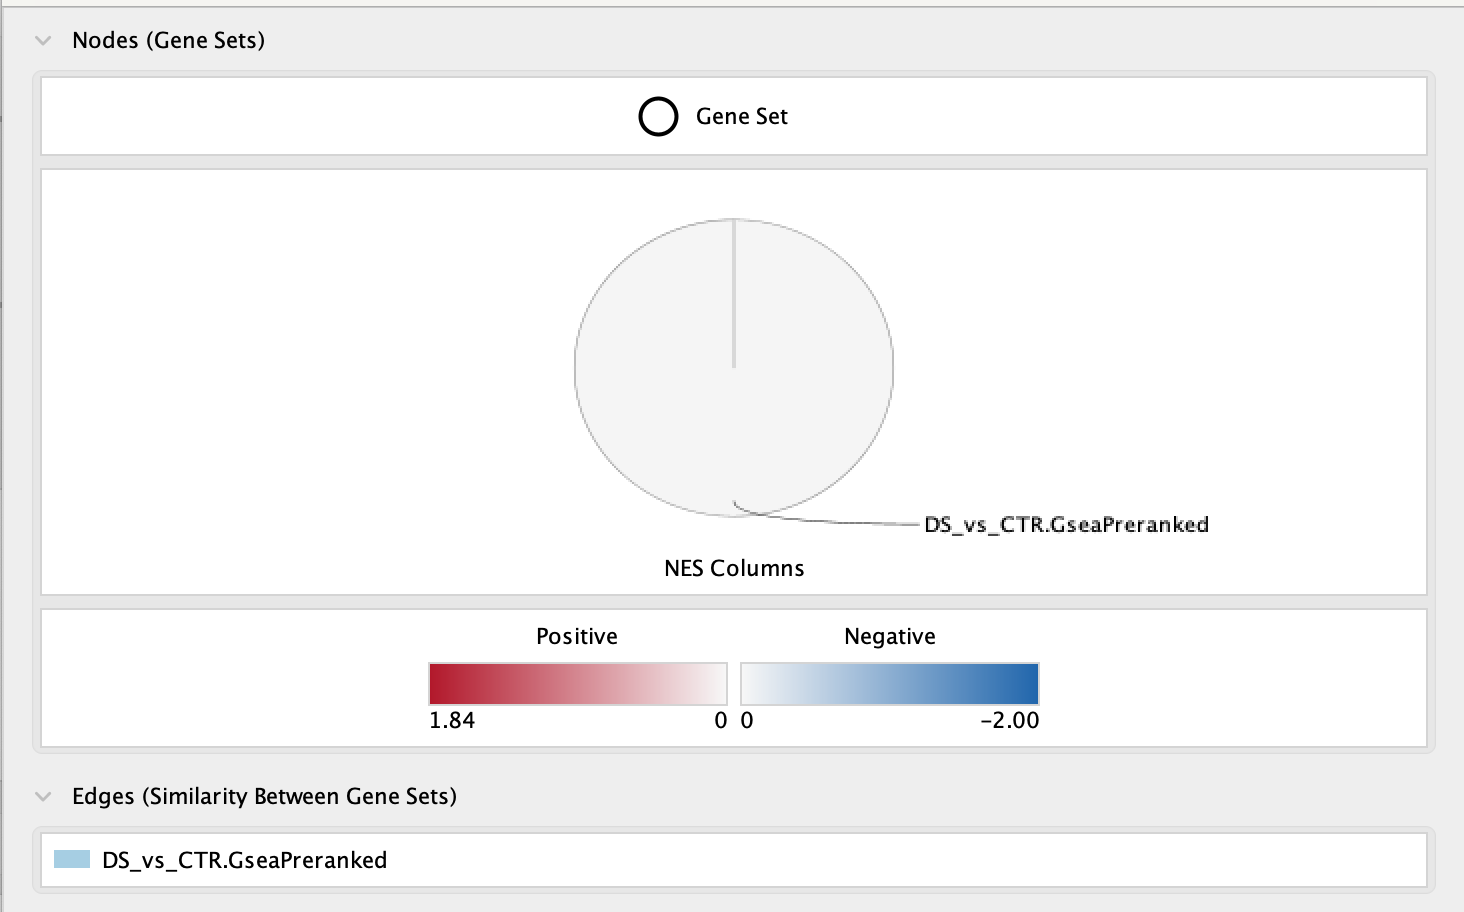 Nodes (Gene Sets)
Gene Set
DS_vs_CTR.GseaPreranked
NES Columns
Positive Negative
1.84 0 0 -2.00
Edges (Similarity Between Gene Sets)
DS_vs_CTR.GseaPreranked